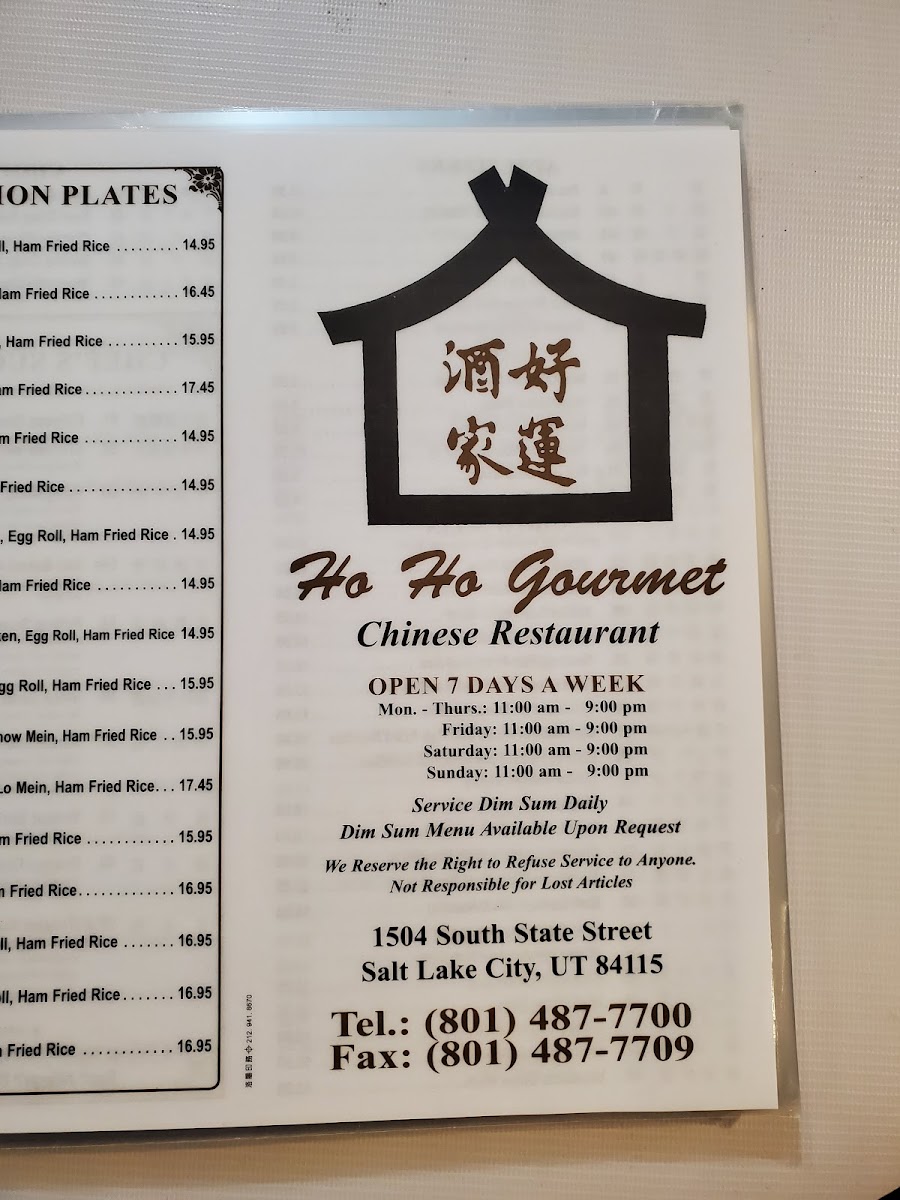 ION PLATES
ll, Ham Fried Rice ......... 14.95
Ham Fried Rice ............ 16.45
, Ham Fried Rice .......... 15.95
am Fried Rice ............. 17.45
m Fried Rice ............. 14.95
Fried Rice ............... 14.95
, Egg Roll, Ham Fried Rice . 14.95
Ham Fried Rice ........... 14.95
ken, Egg Roll, Ham Fried Rice 14.95
gg Roll, Ham Fried Rice ... 15.95
how Mein, Ham Fried Rice .. 15.95
Lo Mein, Ham Fried Rice... 17.45
m Fried Rice ............ 15.95
n Fried Rice............. 16.95
ll, Ham Fried Rice ....... 16.95
oll, Ham Fried Rice....... 16.95
Fried Rice ............ 16.95
212. 941. 8670
酒好
家運
Ho Ho Gourmet
Chinese Restaurant
OPEN 7 DAYS A WEEK
Mon. - Thurs.: 11:00 am - 9:00 pm
Friday: 11:00 am - 9:00 pm
Saturday: 11:00 am - 9:00 pm
Sunday: 11:00 am - 9:00 pm
Service Dim Sum Daily
Dim Sum Menu Available Upon Request
We Reserve the Right to Refuse Service to Anyone.
Not Responsible for Lost Articles
1504 South State Street
Salt Lake City, UT 84115
Tel.: (801) 487-7700
Fax: (801) 487-7709